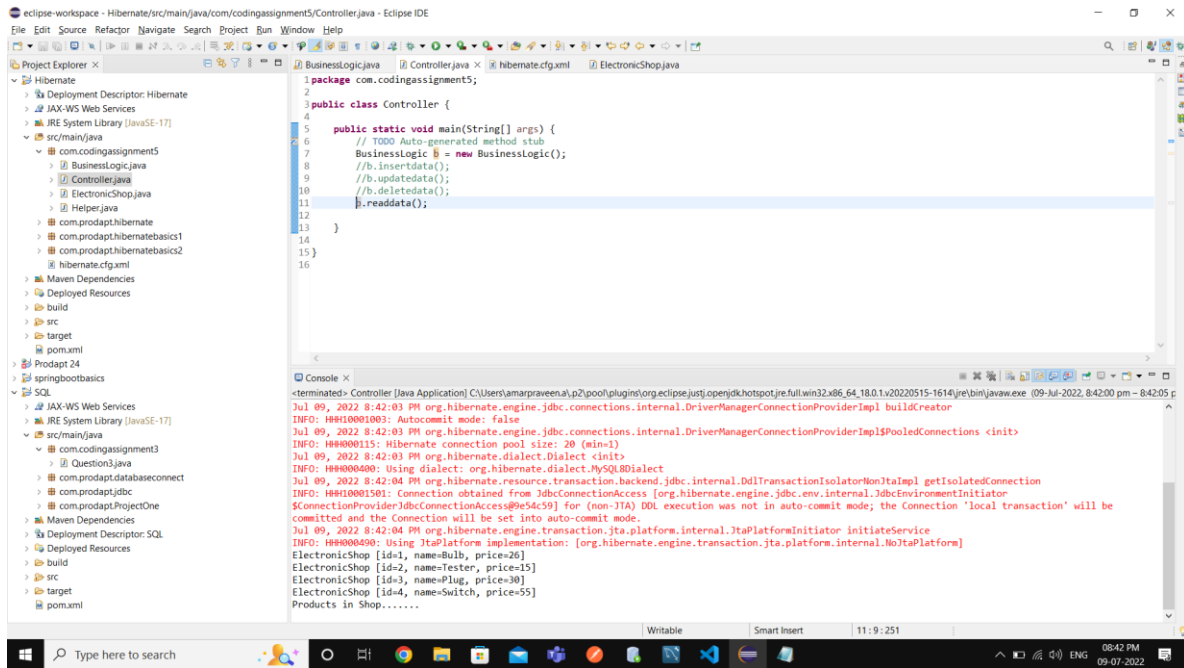 eclipse-workspace - Hibernate/src/main/java/com/codingassignment5/Controller.java - Eclipse IDE
File Edit Source Refactor Navigate Search Project Run Window Help
Project Explorer
Hibernate
Deployment Descriptor: Hibernate
JAX-WS Web Services
JRE System Library [JavaSE-17]
src/main/java
com.codingassignment5
BusinessLogic.java
Controller.java
ElectronicShop.java
Helper.java
com.prodapt.hibernate
com.prodapt.hibernatebasics1
com.prodapt.hibernatebasics2
hibernate.cfg.xml
Maven Dependencies
Deployed Resources
build
src
target
pom.xml
Prodapt 24
springbootbasics
SQL
JAX-WS Web Services
JRE System Library [JavaSE-17]
src/main/java
com.codingassignment3
Question3.java
com.prodapt.databaseconnect
com.prodapt.jdbc
com.prodapt.ProjectOne
Maven Dependencies
Deployment Descriptor: SQL
Deployed Resources
build
src
target
pom.xml
BusinessLogic.java Controller.java hibernate.cfg.xml ElectronicShop.java
1 package com.codingassignment5;
2
3 public class Controller {
4
5 public static void main(String[] args) {
6 // TODO Auto-generated method stub
7 BusinessLogic b = new BusinessLogic();
8 //b.insertdata();
9 //b.updatedata();
10 //b.deletedata();
11 b.readdata();
12
13 }
14
15 }
16
Console
<terminated> Controller [Java Application] C:\Users\amarpraveen.a\.p2\pool\plugins\org.eclipse.justj.openjdk.hotspot.jre.full.win32.x86_64_18.0.1.v20220515-1614\jre\bin\javaw.exe (09-Jul-2022, 8:42:00 pm – 8:42:05 p
Jul 09, 2022 8:42:03 PM org.hibernate.engine.jdbc.connections.internal.DriverManagerConnectionProviderImpl buildCreator
INFO: HHH10001003: Autocommit mode: false
Jul 09, 2022 8:42:03 PM org.hibernate.engine.jdbc.connections.internal.DriverManagerConnectionProviderImpl$PooledConnections <init>
INFO: HHH000115: Hibernate connection pool size: 20 (min=1)
Jul 09, 2022 8:42:03 PM org.hibernate.dialect.Dialect <init>
INFO: HHH000400: Using dialect: org.hibernate.dialect.MySQL8Dialect
Jul 09, 2022 8:42:04 PM org.hibernate.resource.transaction.backend.jdbc.internal.DdlTransactionIsolatorNonJtaImpl getIsolatedConnection
INFO: HHH10001501: Connection obtained from JdbcConnectionAccess [org.hibernate.engine.jdbc.env.internal.JdbcEnvironmentInitiator
$ConnectionProviderJdbcConnectionAccess@9e54c59] for (non-JTA) DDL execution was not in auto-commit mode; the Connection 'local transaction' will be
committed and the Connection will be set into auto-commit mode.
Jul 09, 2022 8:42:04 PM org.hibernate.engine.transaction.jta.platform.internal.JtaPlatformInitiator initiateService
INFO: HHH000490: Using JtaPlatform implementation: [org.hibernate.engine.transaction.jta.platform.internal.NoJtaPlatform]
ElectronicShop [id=1, name=Bulb, price=26]
ElectronicShop [id=2, name=Tester, price=15]
ElectronicShop [id=3, name=Plug, price=30]
ElectronicShop [id=4, name=Switch, price=55]
Products in Shop.......
Writable Smart Insert 11 : 9 : 251
Type here to search
ENG
08:42 PM
09-07-2022